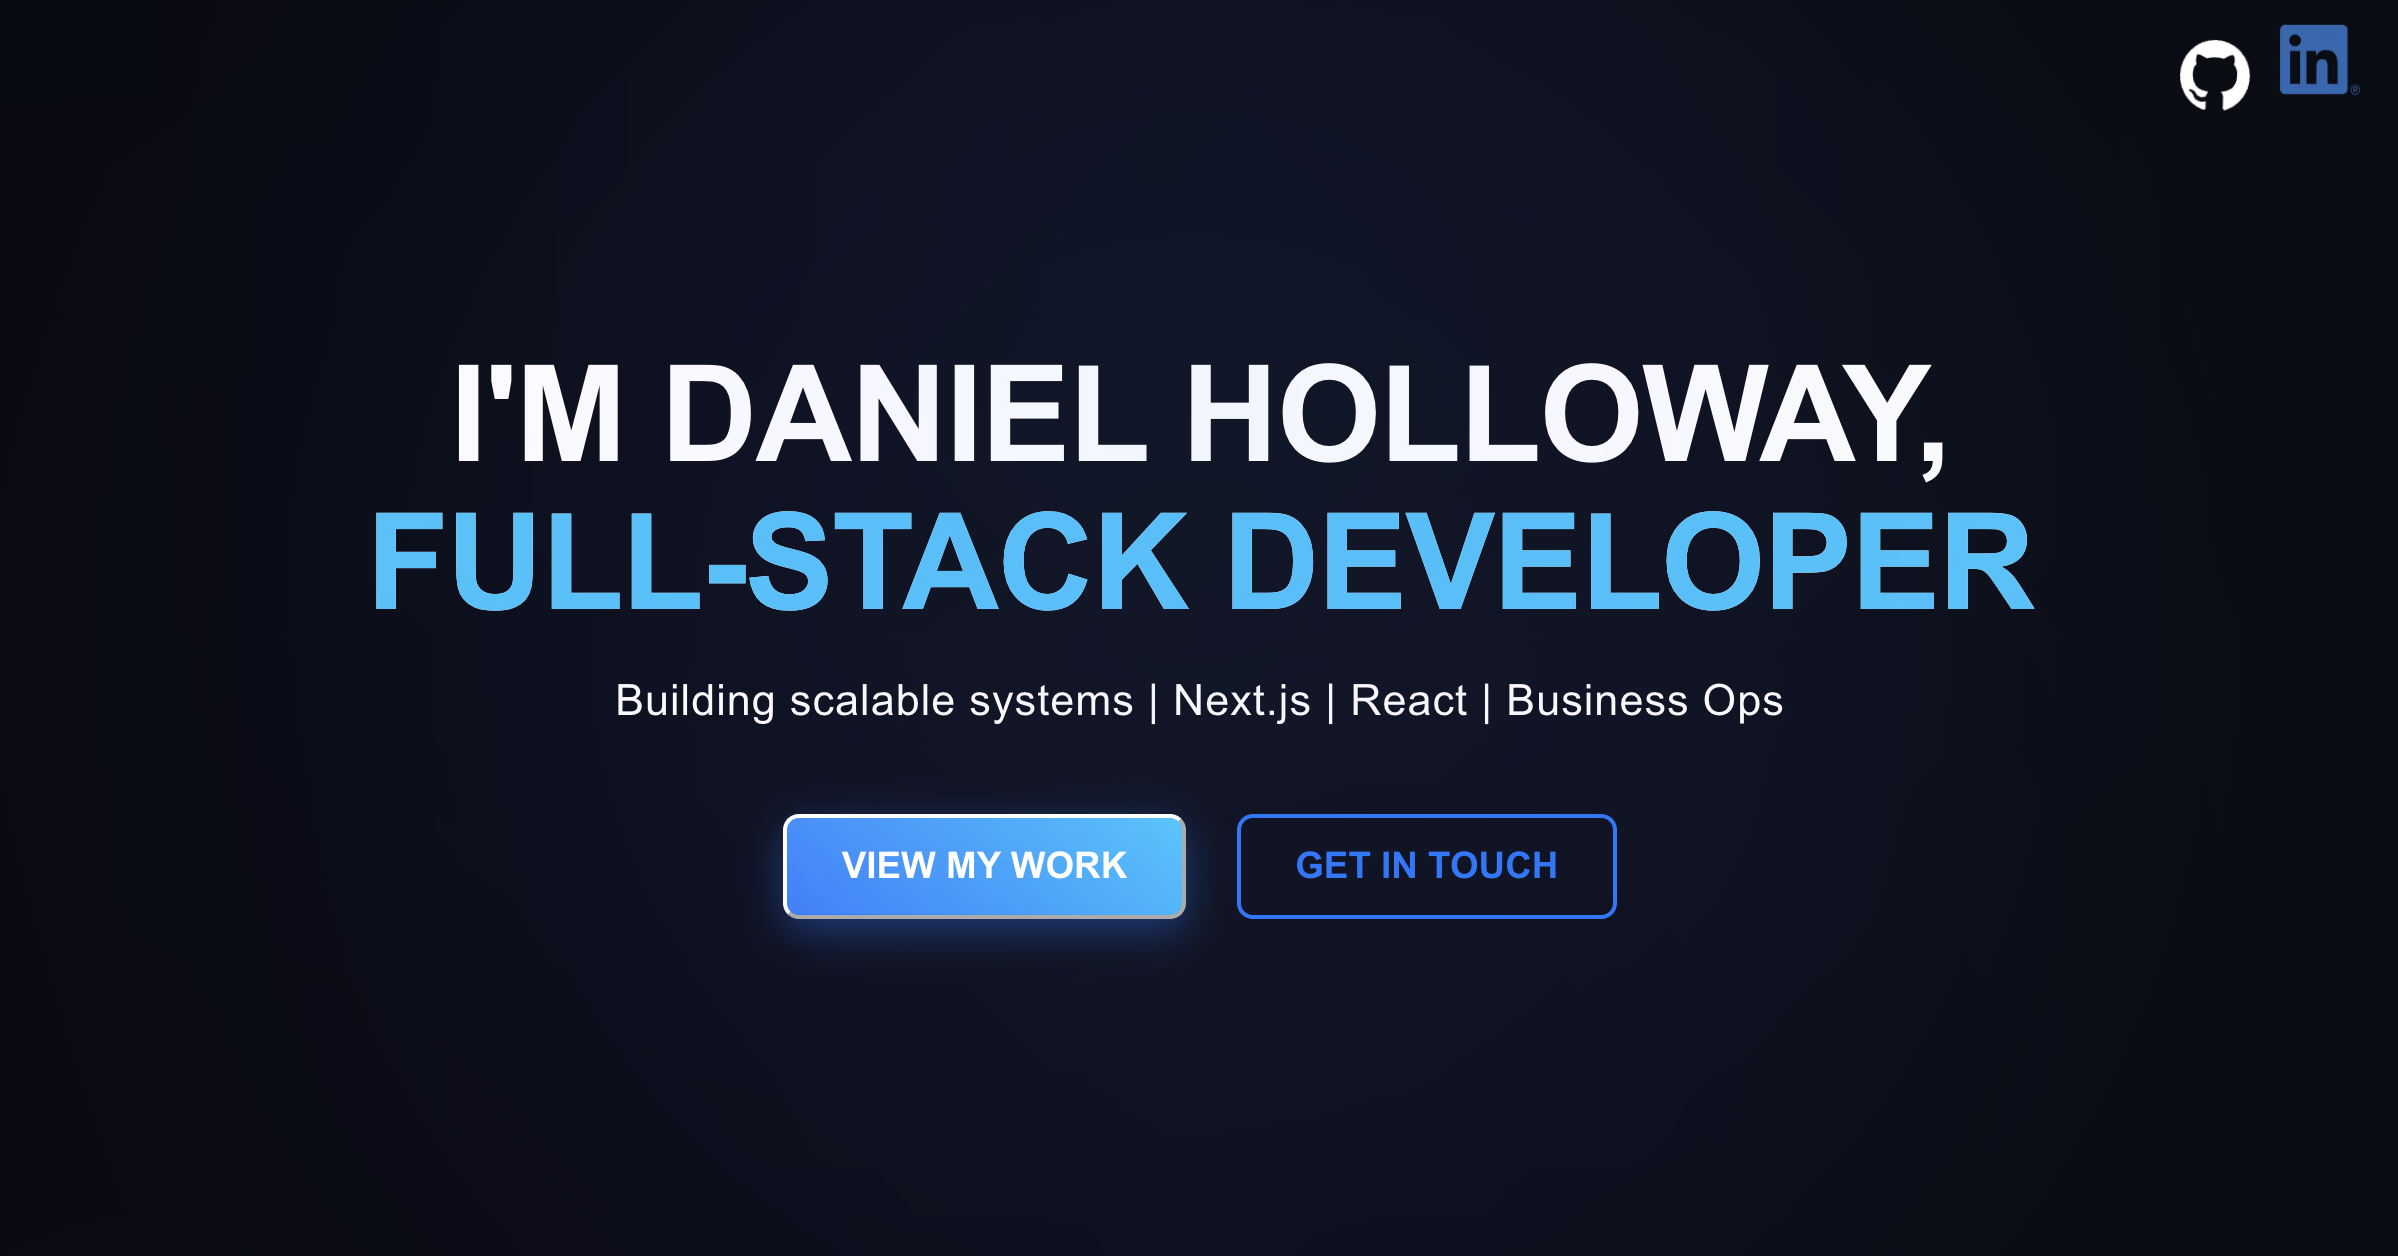 in®
I'M DANIEL HOLLOWAY,
FULL-STACK DEVELOPER
Building scalable systems | Next.js | React | Business Ops
VIEW MY WORK
GET IN TOUCH